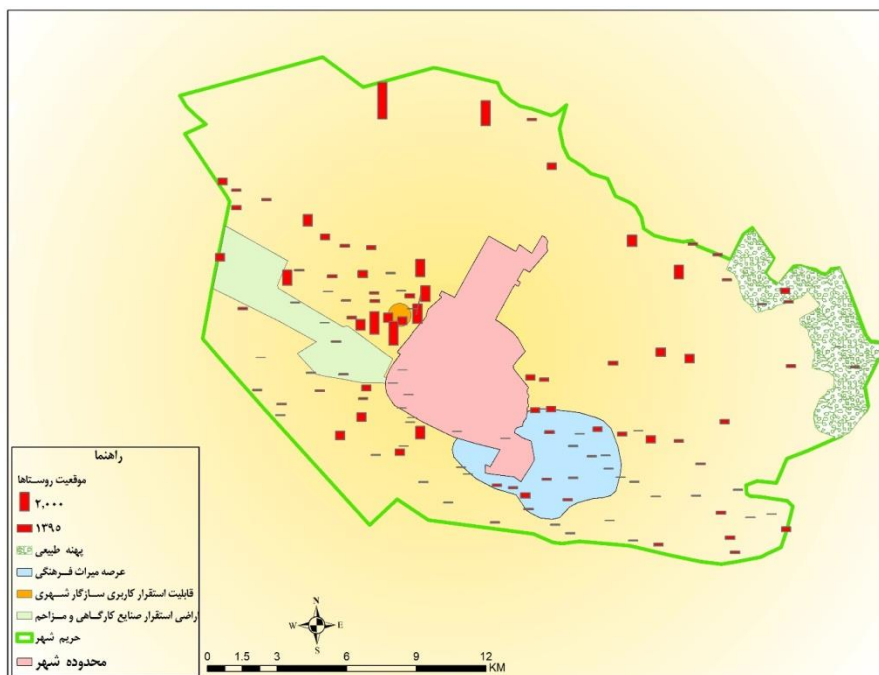 راهنما
موقعیت روستاها
۲,۰۰۰
۱۳۹۵
پهنه طبیعی
عرصه میراث فرهنگی
قابلیت استقرار کاربری سازگار شهری
اراضی استقرار صنایع کارگاهی و مزاحم
حریم شهر
محدوده شهر
N
W E
S
0 1.5 3 6 9 12
KM